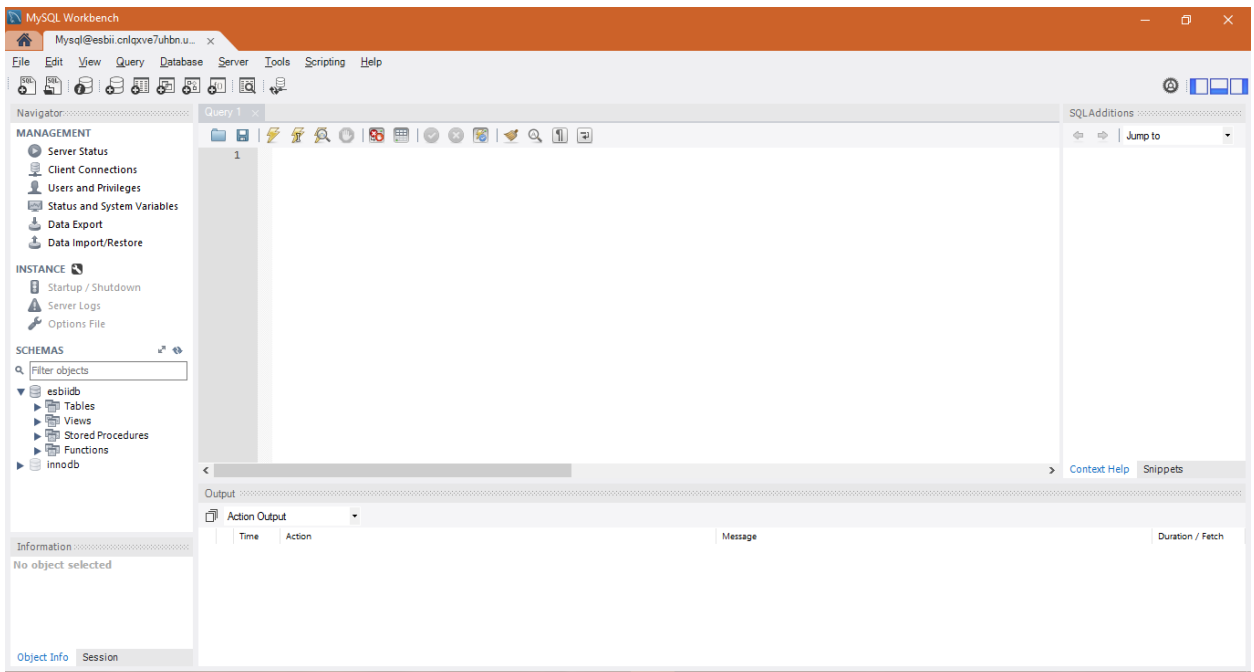 MySQL Workbench
Mysql@esbii.cnlqxve7uhbn.u...
File Edit View Query Database Server Tools Scripting Help
Navigator
MANAGEMENT
Server Status
Client Connections
Users and Privileges
Status and System Variables
Data Export
Data Import/Restore
INSTANCE
Startup / Shutdown
Server Logs
Options File
SCHEMAS
Filter objects
esbiidb
Tables
Views
Stored Procedures
Functions
innodb
Information
No object selected
Object Info Session
Query 1
1
Output
Action Output
Time Action Message Duration / Fetch
SQLAdditions
Jump to
Context Help Snippets